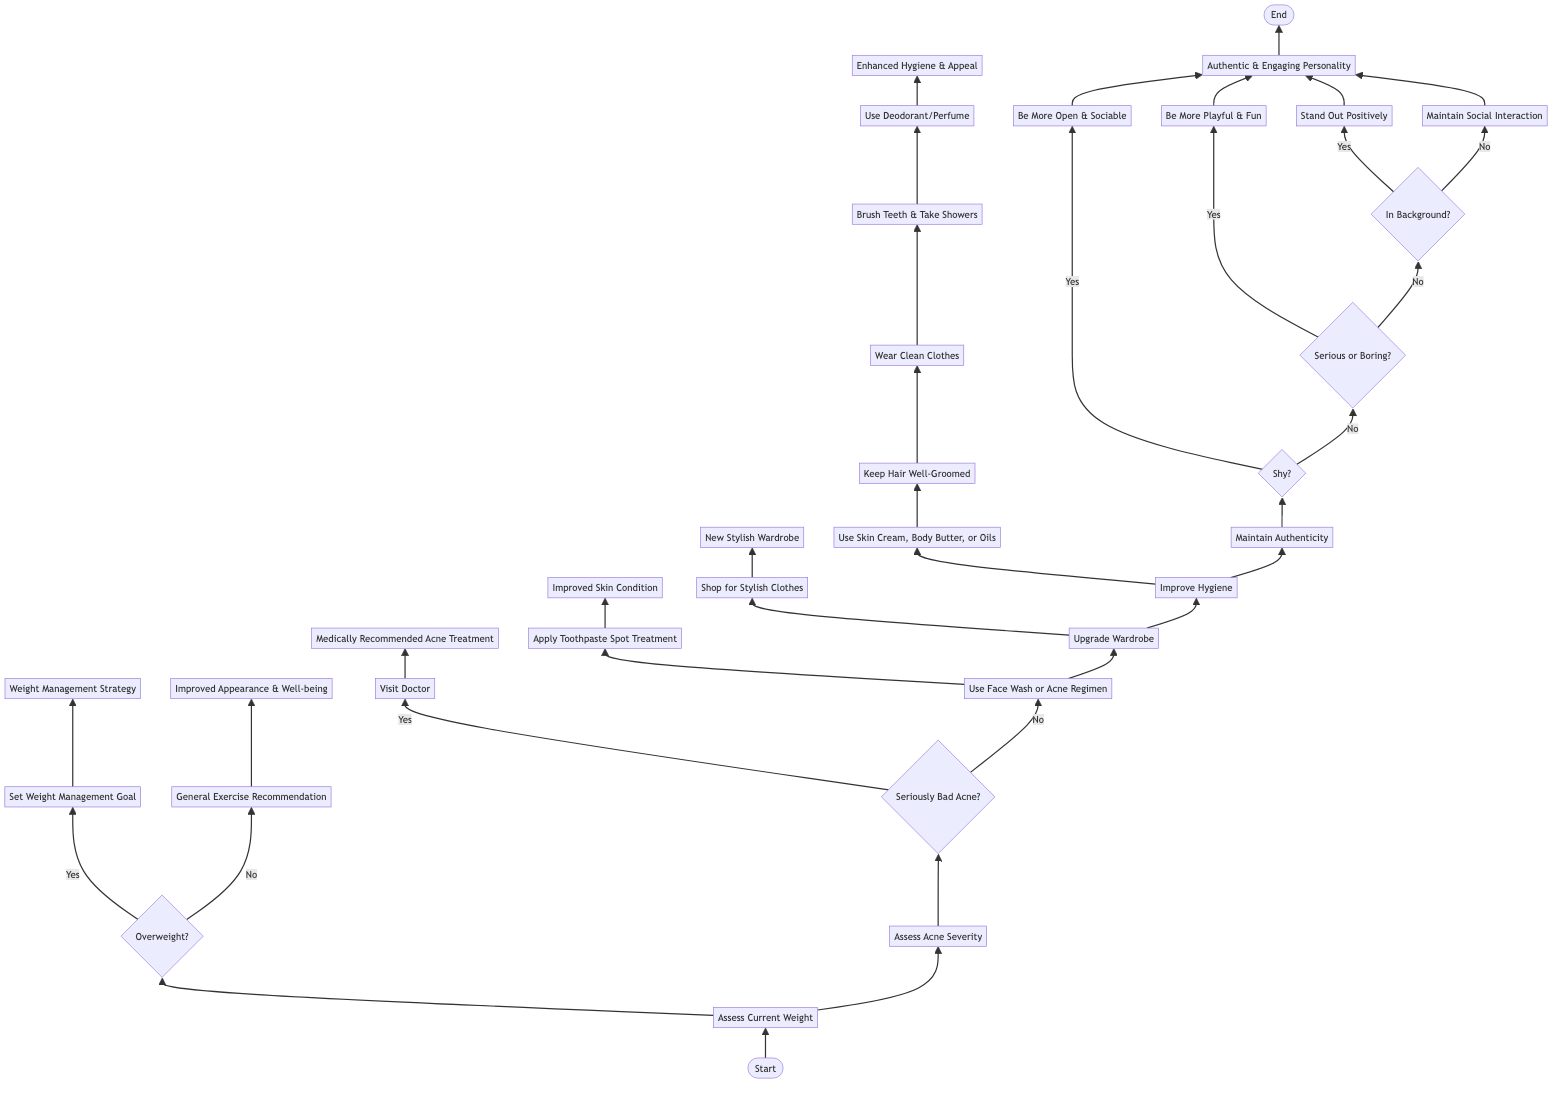 End
Enhanced Hygiene & Appeal
Authentic & Engaging Personality
Use Deodorant/Perfume
Be More Open & Sociable
Be More Playful & Fun
Stand Out Positively
Maintain Social Interaction
Yes
No
Brush Teeth & Take Showers
Yes
In Background?
Yes
No
Wear Clean Clothes
Serious or Boring?
No
Keep Hair Well-Groomed
Shy?
New Stylish Wardrobe
Use Skin Cream, Body Butter, or Oils
Maintain Authenticity
Improved Skin Condition
Shop for Stylish Clothes
Improve Hygiene
Medically Recommended Acne Treatment
Apply Toothpaste Spot Treatment
Upgrade Wardrobe
Weight Management Strategy
Improved Appearance & Well-being
Visit Doctor
Use Face Wash or Acne Regimen
Yes
No
Set Weight Management Goal
General Exercise Recommendation
Seriously Bad Acne?
Yes
No
Overweight?
Assess Acne Severity
Assess Current Weight
Start